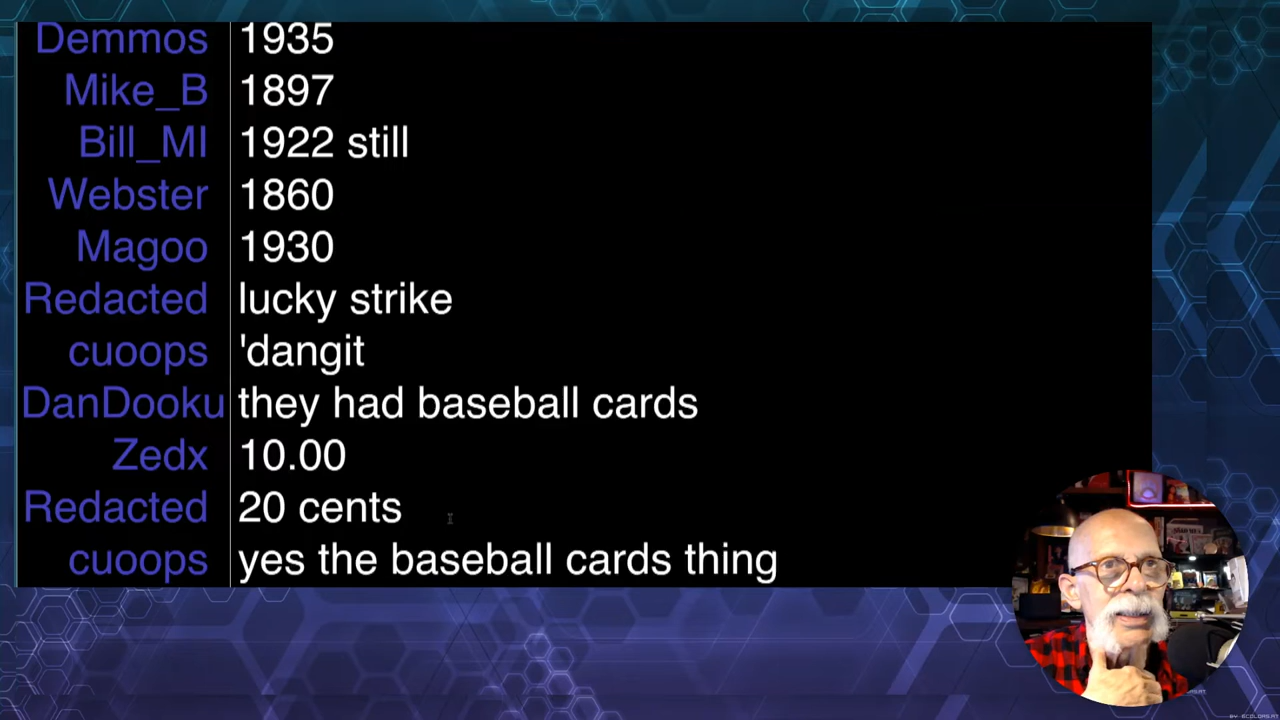 Demmos 1935
Mike_B 1897
Bill_MI 1922 still
Webster 1860
Magoo 1930
Redacted lucky strike
cuoops 'dangit
DanDooku they had baseball cards
Zedx 10.00
Redacted 20 cents
cuoops yes the baseball cards thing